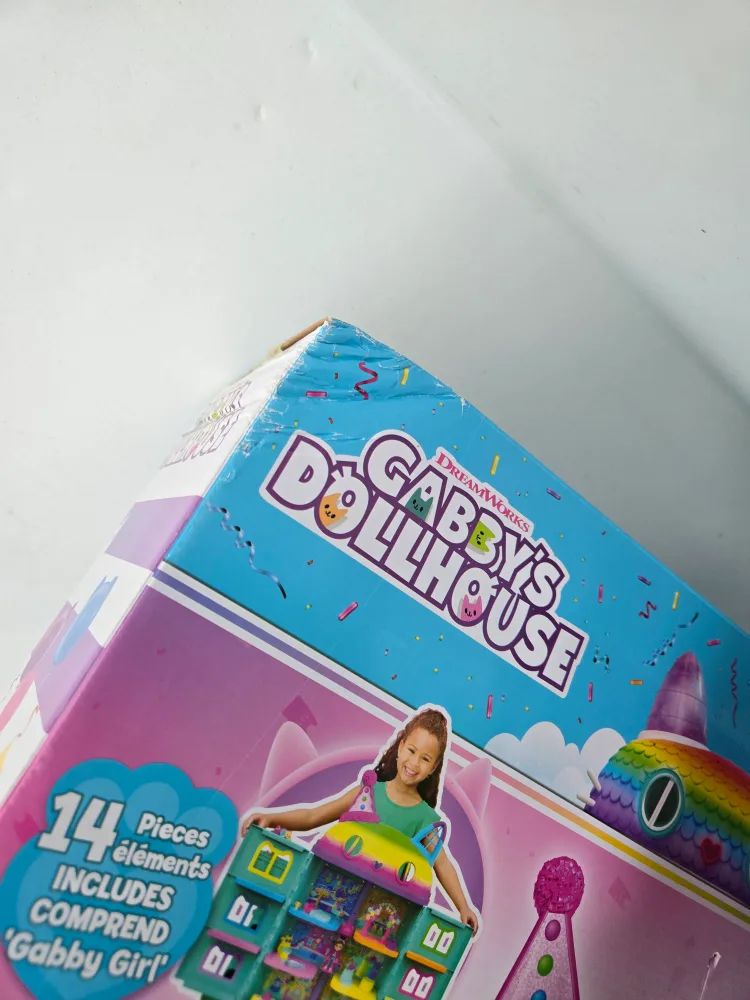 DREAMWORKS
GABBY'S
DOLLHOUSE
14 Pieces
éléments
INCLUDES
COMPREND
'Gabby Girl'